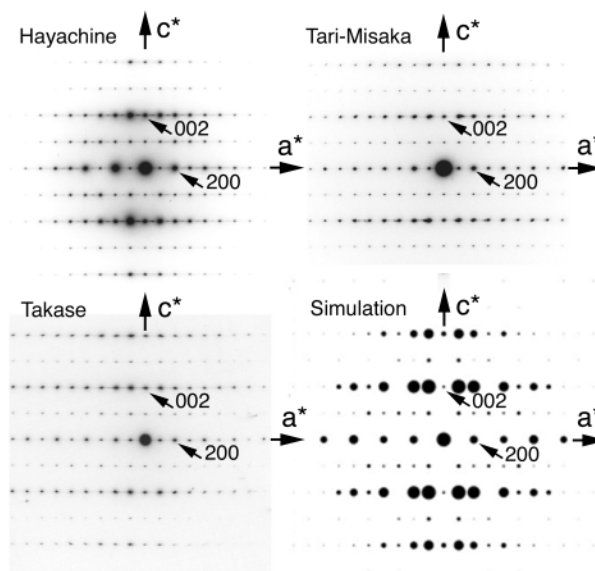 Hayachine
c*
002
a*
200
Tari-Misaka
c*
002
a*
200
Takase
c*
002
a*
200
Simulation
c*
002
a*
200